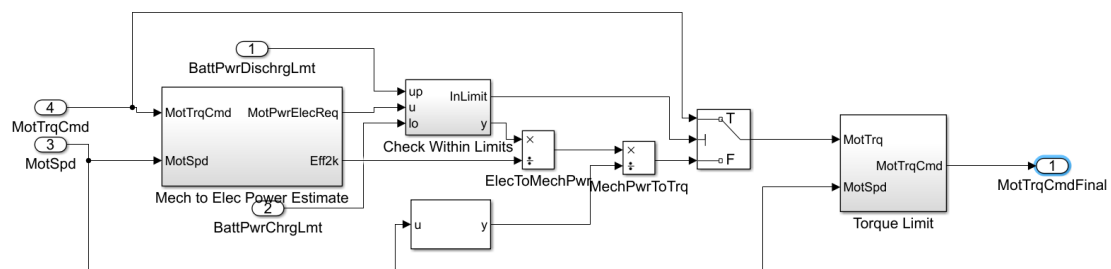 1
BattPwrDischrgLmt
4
MotTrqCmd
3
MotSpd
MotTrqCmd
MotPwrElecReq
MotSpd
Eff2k
Mech to Elec Power Estimate
2
BattPwrChrgLmt
up
u
lo
InLimit
y
Check Within Limits
×
÷
ElecToMechPwr
×
÷
MechPwrToTrq
u
y
T
F
MotTrq
MotSpd
MotTrqCmd
Torque Limit
1
MotTrqCmdFinal